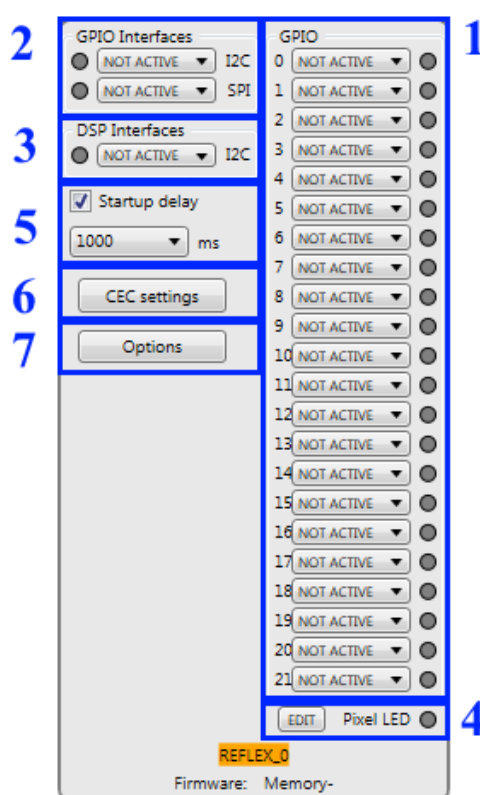 2
GPIO Interfaces
NOT ACTIVE I2C
NOT ACTIVE SPI
3
DSP Interfaces
NOT ACTIVE I2C
5
Startup delay
1000 ms
6
CEC settings
7
Options
1
GPIO
0 NOT ACTIVE
1 NOT ACTIVE
2 NOT ACTIVE
3 NOT ACTIVE
4 NOT ACTIVE
5 NOT ACTIVE
6 NOT ACTIVE
7 NOT ACTIVE
8 NOT ACTIVE
9 NOT ACTIVE
10 NOT ACTIVE
11 NOT ACTIVE
12 NOT ACTIVE
13 NOT ACTIVE
14 NOT ACTIVE
15 NOT ACTIVE
16 NOT ACTIVE
17 NOT ACTIVE
18 NOT ACTIVE
19 NOT ACTIVE
20 NOT ACTIVE
21 NOT ACTIVE
EDIT Pixel LED
4
REFLEX_0
Firmware: Memory-